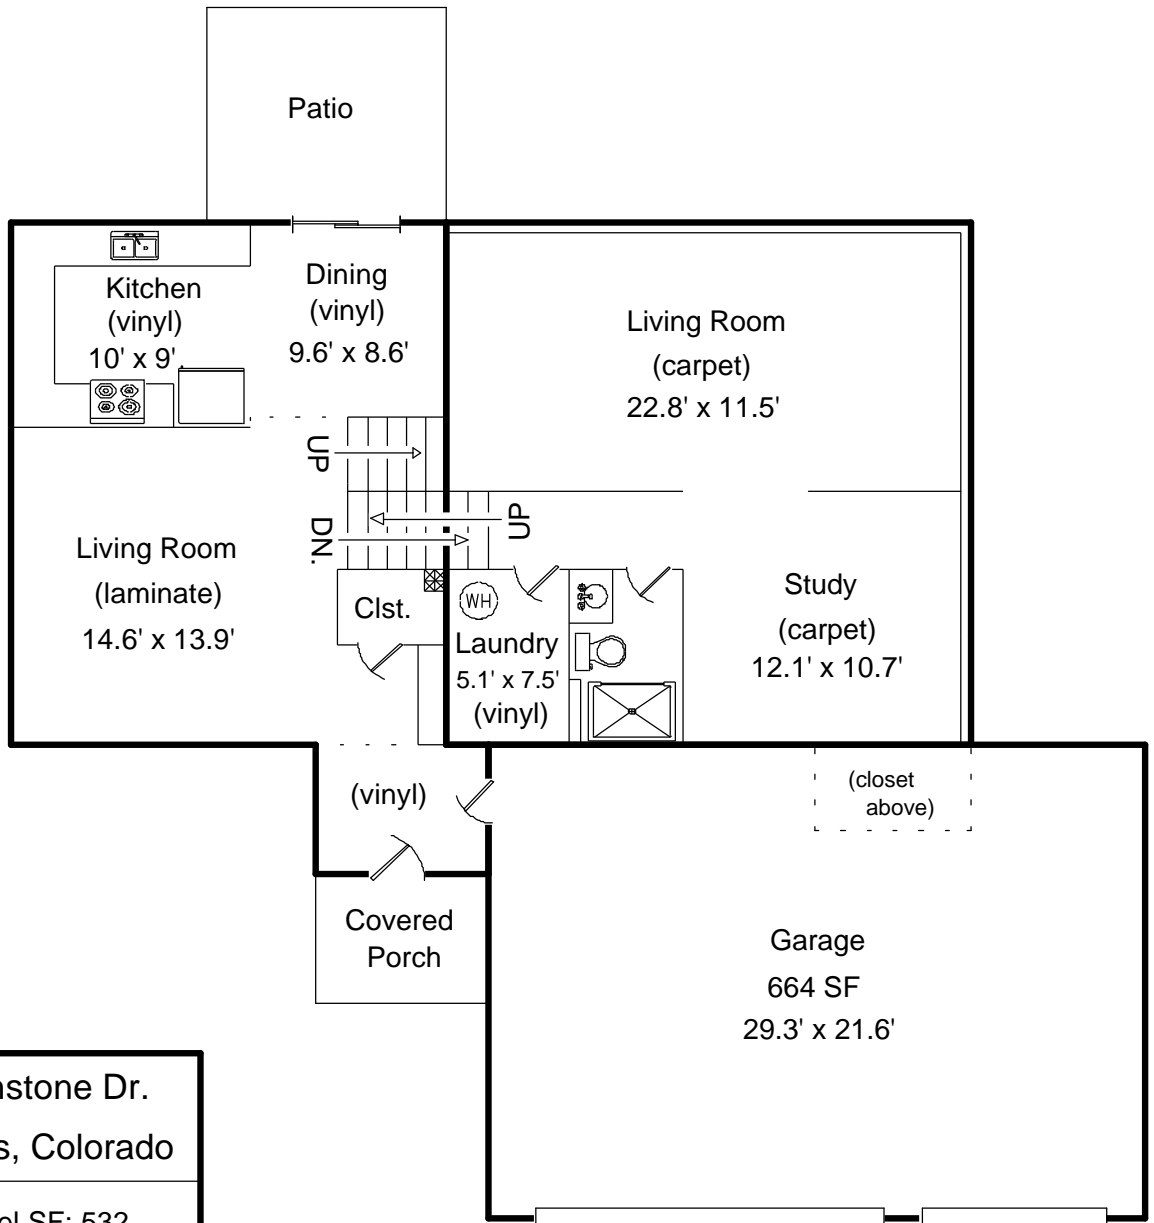 Patio
Kitchen
(vinyl)
10' x 9'
Dining
(vinyl)
9.6' x 8.6'
Living Room
(carpet)
22.8' x 11.5'
UP
DN.
UP
Living Room
(laminate)
14.6' x 13.9'
Clst.
WH
Laundry
5.1' x 7.5'
(vinyl)
Study
(carpet)
12.1' x 10.7'
(vinyl)
(closet
above)
Covered
Porch
Garage
664 SF
29.3' x 21.6'
Dr.
Colorado
SF: 532